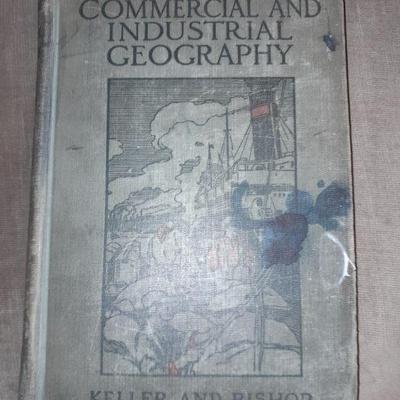 COMMERCIAL AND
INDUSTRIAL
GEOGRAPHY
KELLER AND BISHOP